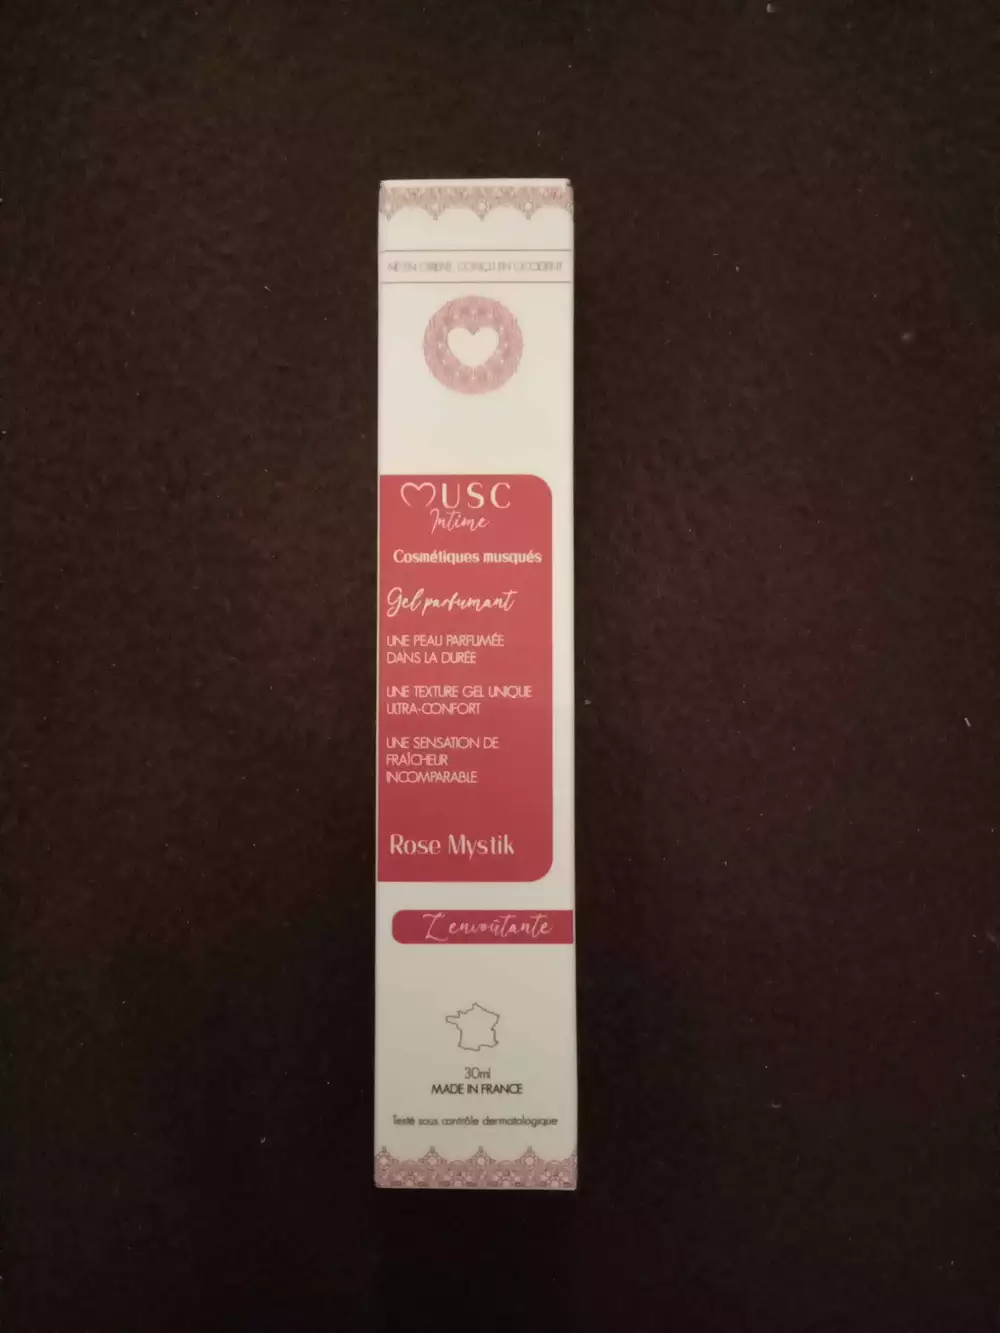 NÉ EN ORIENT, CONÇU EN OCCIDENT
MUSC
Intime
Cosmétiques musqués
Gel parfumant
UNE PEAU PARFUMÉE
DANS LA DURÉE
UNE TEXTURE GEL UNIQUE
ULTRA-CONFORT
UNE SENSATION DE
FRAÎCHEUR
INCOMPARABLE
Rose Mystik
L'envoûtante
30ml
MADE IN FRANCE
Testé sous contrôle dermatologique